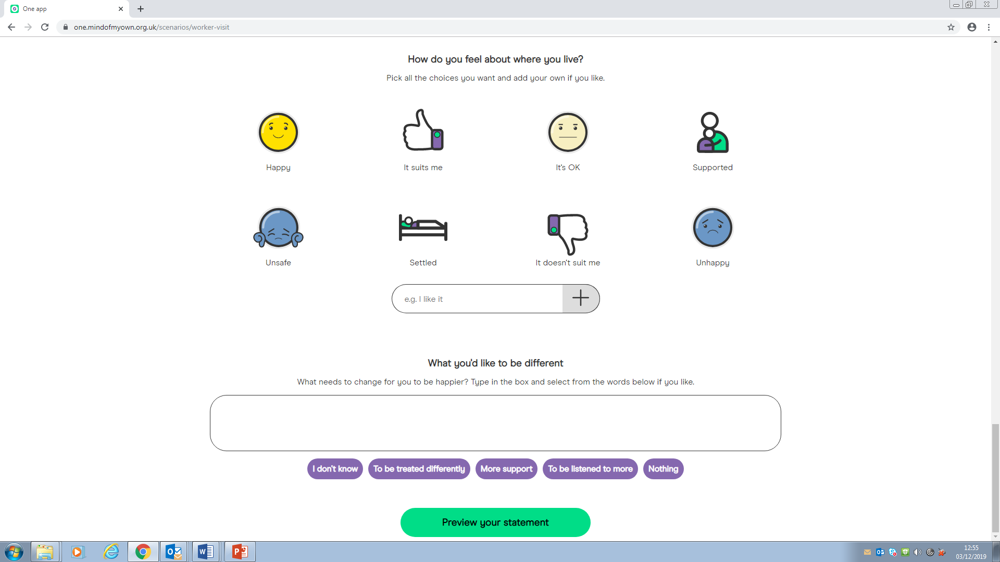 One app
one.mindofmyown.org.uk/scenarios/worker-visit
How do you feel about where you live?
Pick all the choices you want and add your own if you like.
Happy
It suits me
It's OK
Supported
Unsafe
Settled
It doesn't suit me
Unhappy
e.g. I like it
What you'd like to be different
What needs to change for you to be happier? Type in the box and select from the words below if you like.
I don't know
To be treated differently
More support
To be listened to more
Nothing
Preview your statement
12:55
03/12/2019